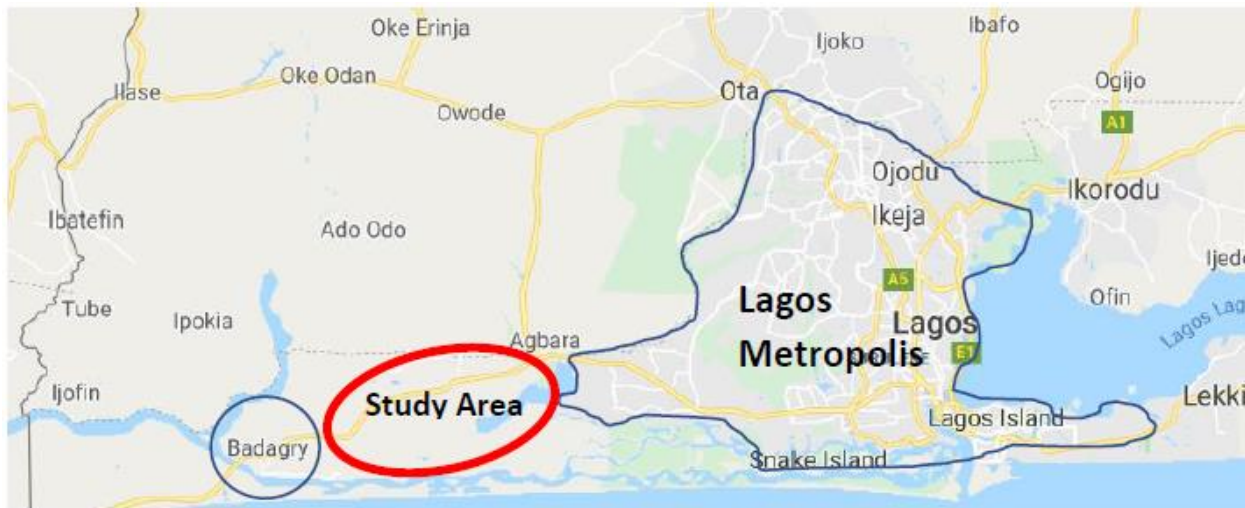 Oke Erinja
Ijoko
Ibafo
Oke Odan
Ilase
Ota
Ogijo
Owode
A1
Ojodu
Ikorodu
Ikeja
Ibatefin
Ado Odo
Ijede
A5
Ofin
Tube
Ipokia
Lagos
Metropolis
Lagos
Lagos Lag
Agbara
E1
Ijofin
Study Area
Lekki
Lagos Island
Badagry
Snake Island